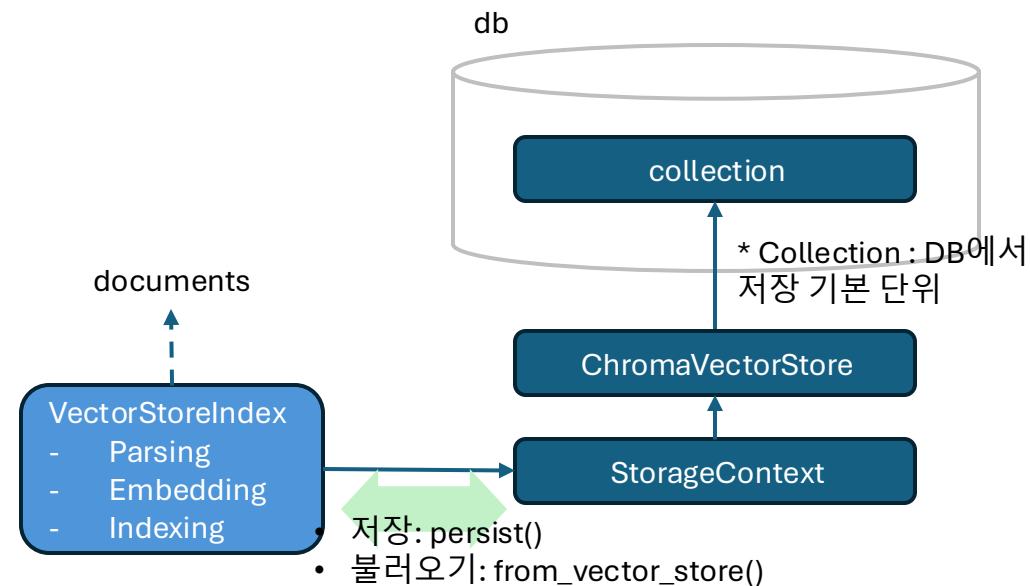 db
collection
* Collection : DB에서
저장 기본 단위
documents
ChromaVectorStore
VectorStoreIndex
- Parsing
- Embedding
- Indexing
StorageContext
• 저장: persist()
• 불러오기: from_vector_store()